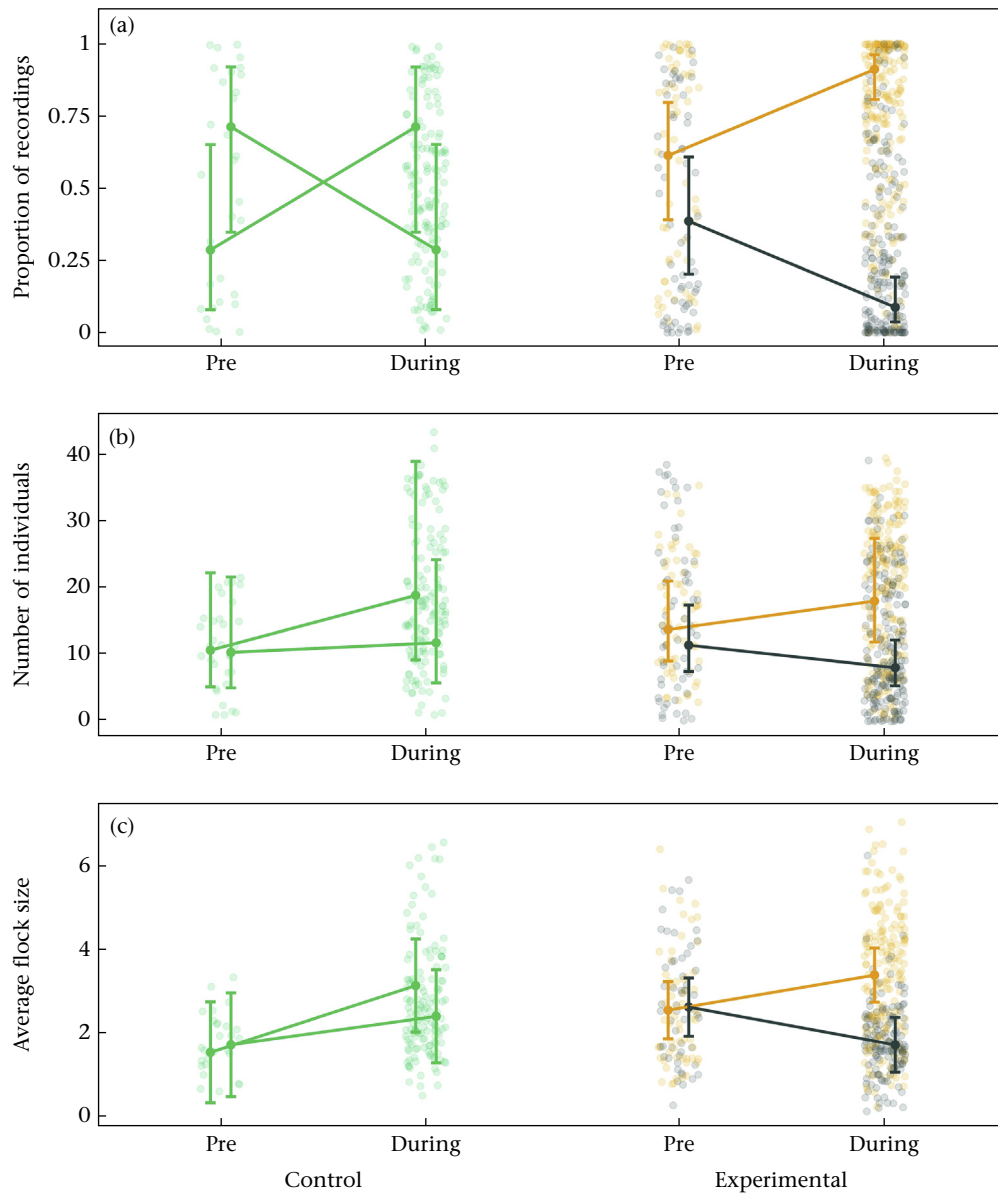 (a)
Proportion of recordings
1
0.75
0.5
0.25
0
Pre During Pre During
(b)
Number of individuals
40
30
20
10
0
Pre During Pre During
(c)
Average flock size
6
4
2
0
Pre During Pre During
Control Experimental